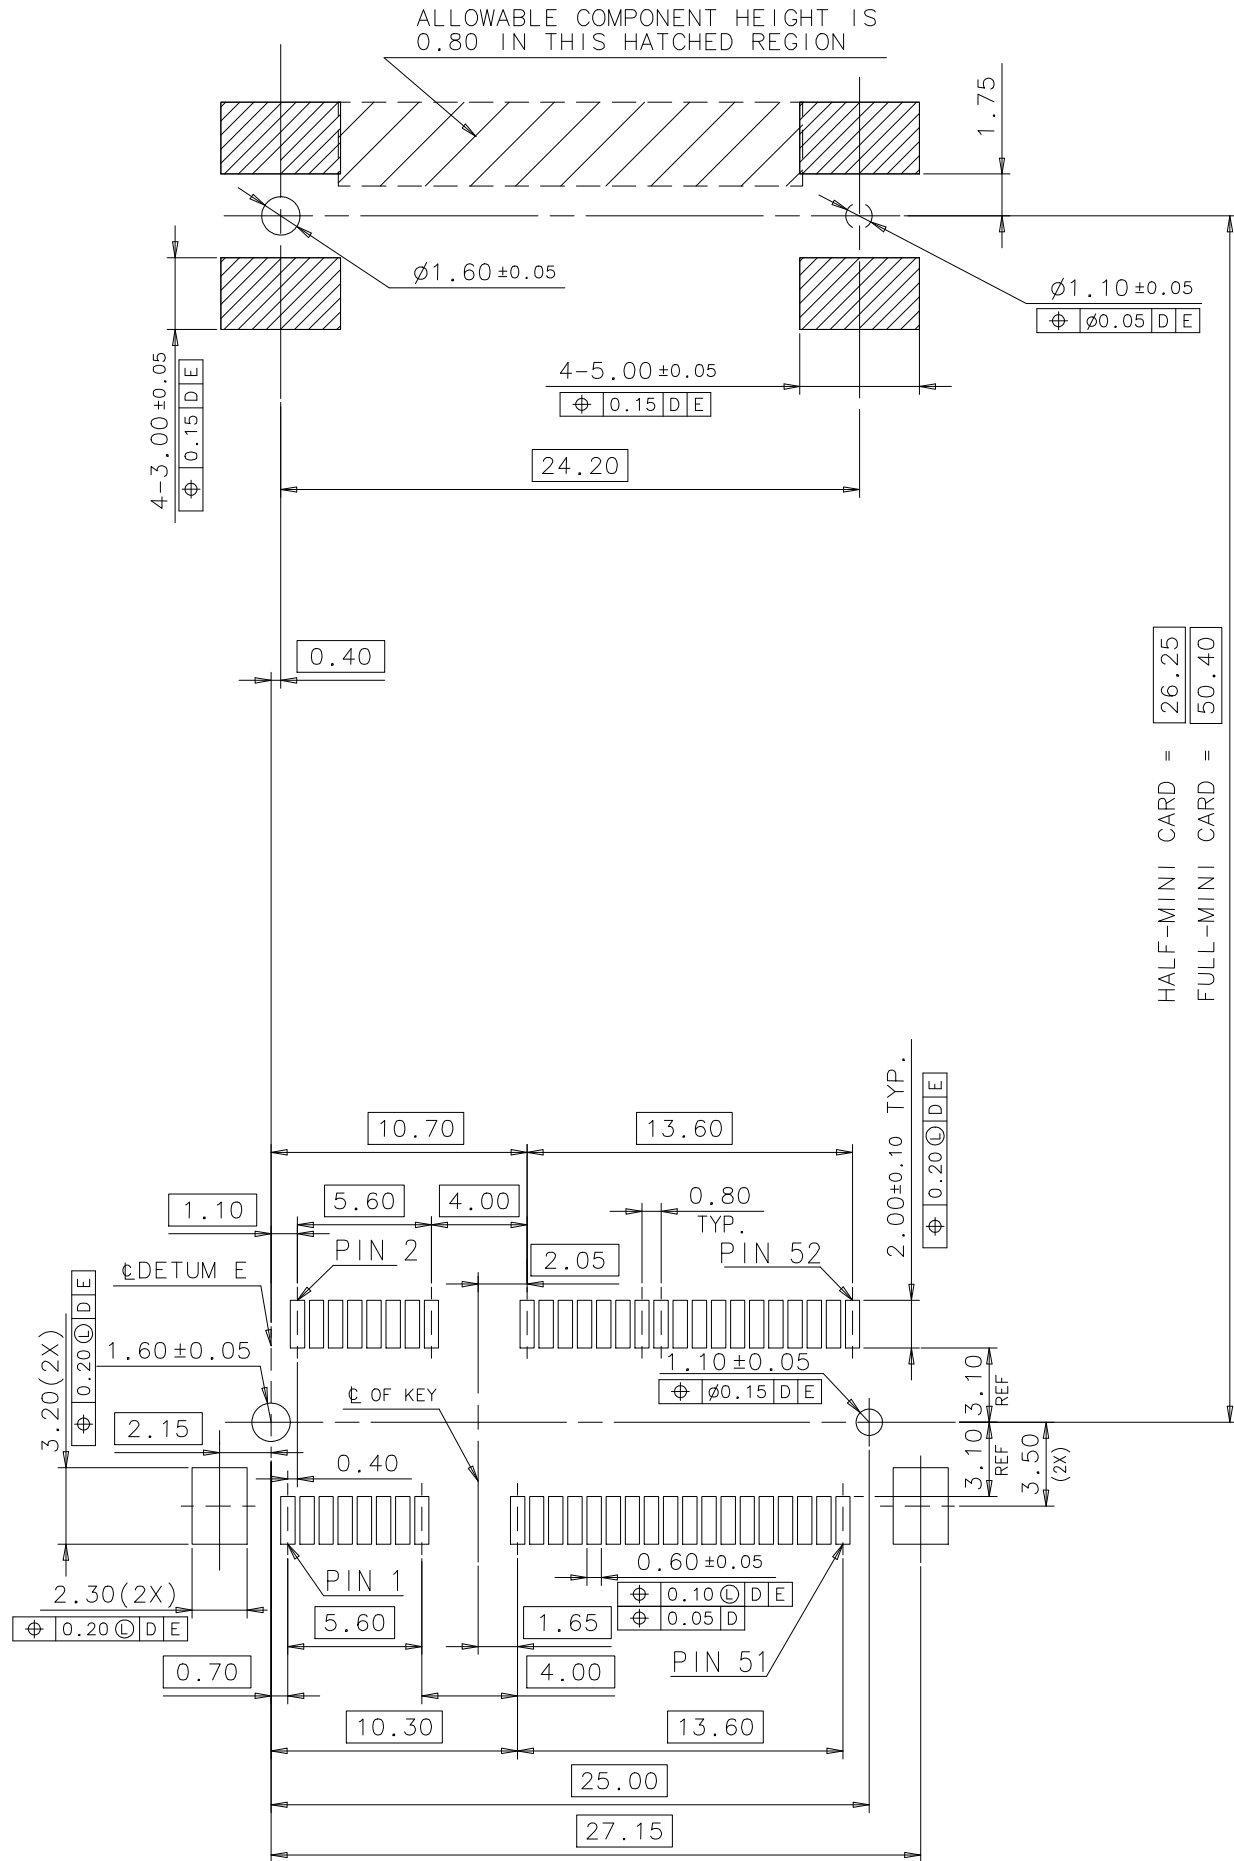 ALLOWABLE COMPONENT HEIGHT IS
0.80 IN THIS HATCHED REGION
1.75
ø1.60±0.05
ø1.10±0.05
⌖ ø0.05 D E
4-3.00±0.05
⌖ 0.15 D E
4-5.00±0.05
⌖ 0.15 D E
24.20
0.40
HALF-MINI CARD = 26.25
FULL-MINI CARD = 50.40
10.70
13.60
2.00±0.10 TYP.
⌖ 0.20 Ⓛ D E
1.10
5.60
4.00
0.80
TYP.
PIN 2
2.05
PIN 52
℄DETUM E
3.20(2X)
⌖ 0.20 Ⓛ D E
1.60±0.05
1.10±0.05
⌖ ø0.15 D E
3.10
REF
℄ OF KEY
2.15
0.40
3.10
REF
3.50
(2X)
0.60±0.05
⌖ 0.10 Ⓛ D E
⌖ 0.05 D
PIN 1
2.30(2X)
⌖ 0.20 Ⓛ D E
5.60
1.65
PIN 51
0.70
4.00
10.30
13.60
25.00
27.15